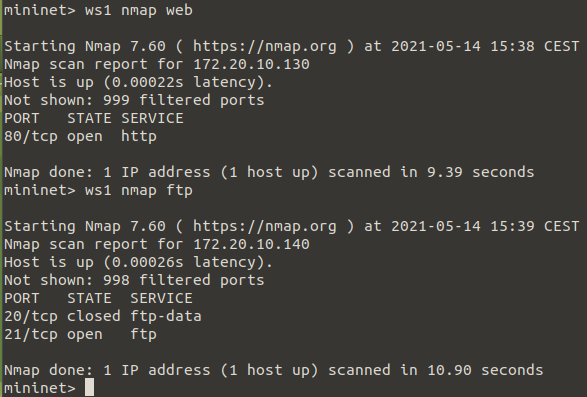 mininet> ws1 nmap web
Starting Nmap 7.60 ( https://nmap.org ) at 2021-05-14 15:38 CEST
Nmap scan report for 172.20.10.130
Host is up (0.00022s latency).
Not shown: 999 filtered ports
PORT   STATE SERVICE
80/tcp open  http
Nmap done: 1 IP address (1 host up) scanned in 9.39 seconds
mininet> ws1 nmap ftp
Starting Nmap 7.60 ( https://nmap.org ) at 2021-05-14 15:39 CEST
Nmap scan report for 172.20.10.140
Host is up (0.00026s latency).
Not shown: 998 filtered ports
PORT   STATE  SERVICE
20/tcp closed ftp-data
21/tcp open   ftp
Nmap done: 1 IP address (1 host up) scanned in 10.90 seconds
mininet>